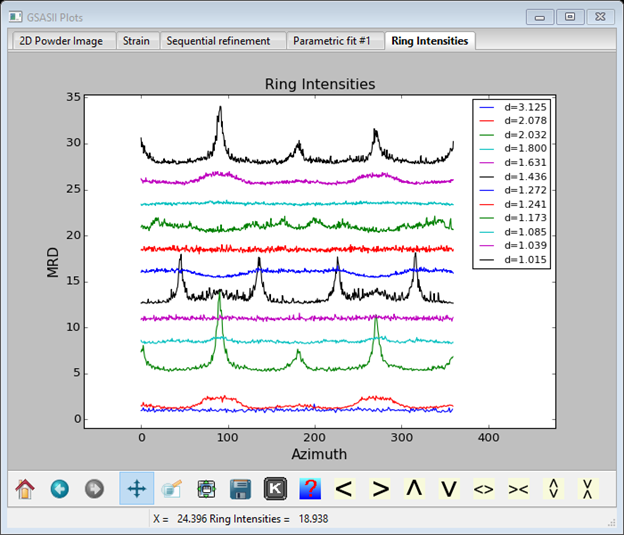 GSASII Plots
2D Powder Image Strain Sequential refinement Parametric fit #1 Ring Intensities
Ring Intensities
35
30
25
20
15
10
5
0
MRD
0 100 200 300 400
Azimuth
d=3.125
d=2.078
d=2.032
d=1.800
d=1.631
d=1.436
d=1.272
d=1.241
d=1.173
d=1.085
d=1.039
d=1.015
K ? < > Λ V <> >< 
X = 24.396 Ring Intensities = 18.938